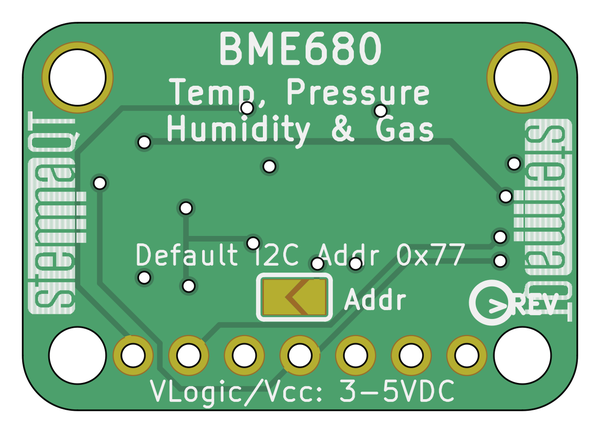 BME680
Temp, Pressure
Humidity & Gas
stemmaQT
stemmaQT
Default I2C Addr 0x77
Addr
>REV
VLogic/Vcc: 3-5VDC